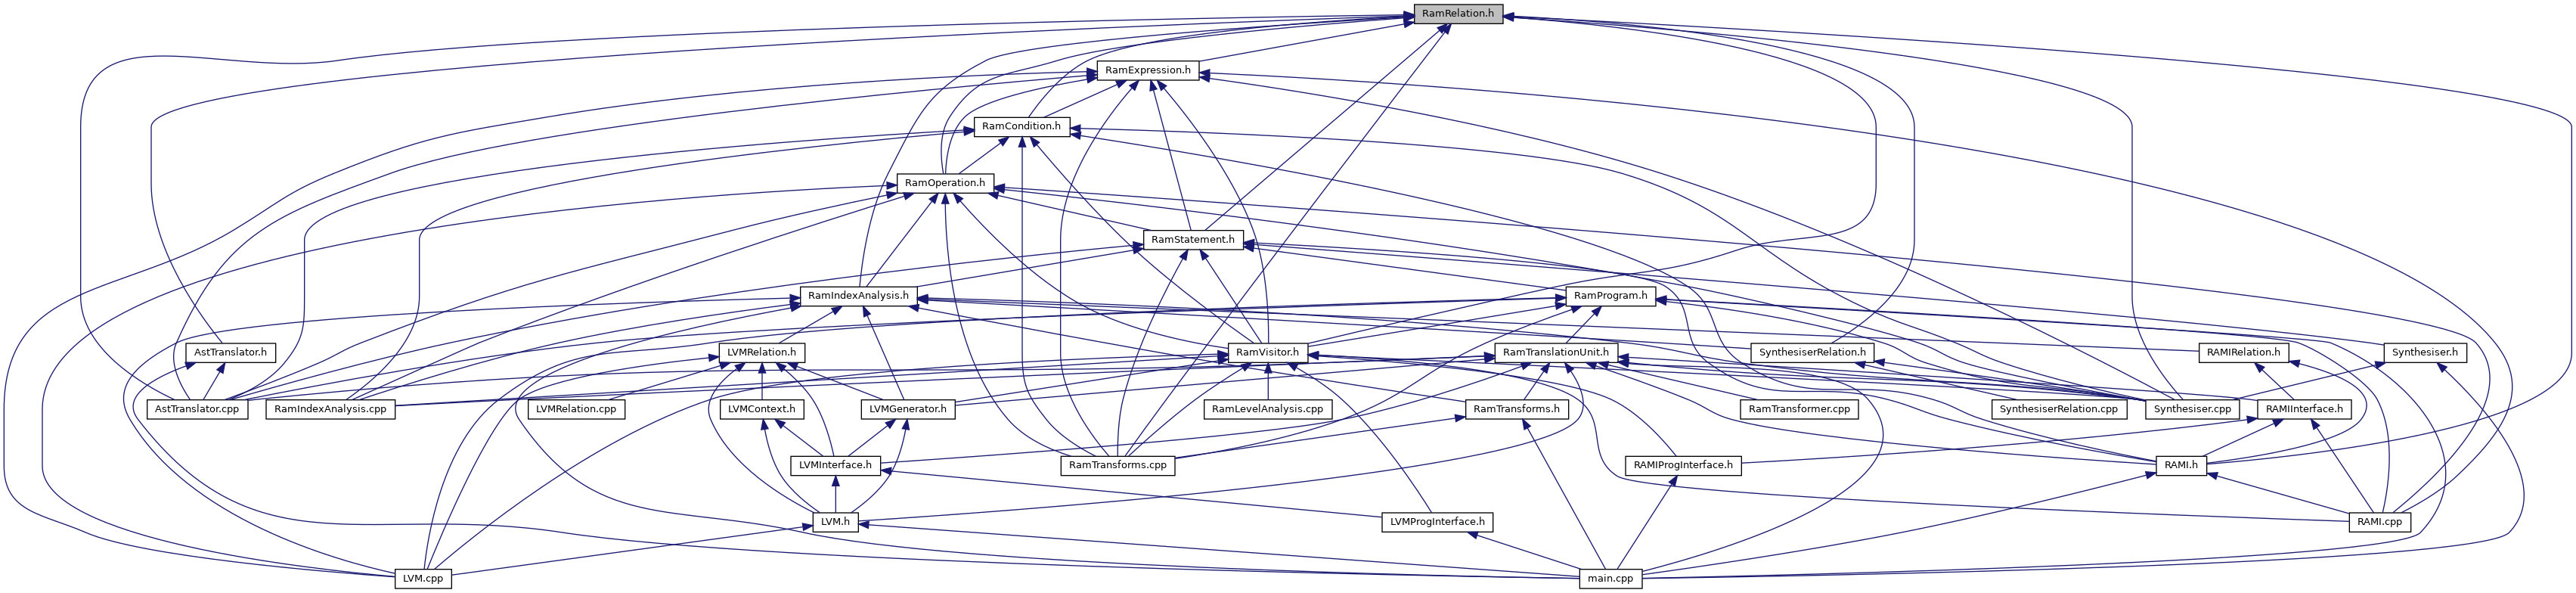 RamRelation.h
RamExpression.h
RamCondition.h
RamOperation.h
RamStatement.h
RamIndexAnalysis.h
RamProgram.h
AstTranslator.h
LVMRelation.h
RamVisitor.h
RamTranslationUnit.h
SynthesiserRelation.h
RAMIRelation.h
Synthesiser.h
AstTranslator.cpp
RamIndexAnalysis.cpp
LVMRelation.cpp
LVMContext.h
LVMGenerator.h
RamLevelAnalysis.cpp
RamTransforms.h
RamTransformer.cpp
SynthesiserRelation.cpp
Synthesiser.cpp
RAMIInterface.h
LVMInterface.h
RamTransforms.cpp
RAMIProgInterface.h
RAMI.h
LVM.h
LVMProgInterface.h
RAMI.cpp
LVM.cpp
main.cpp